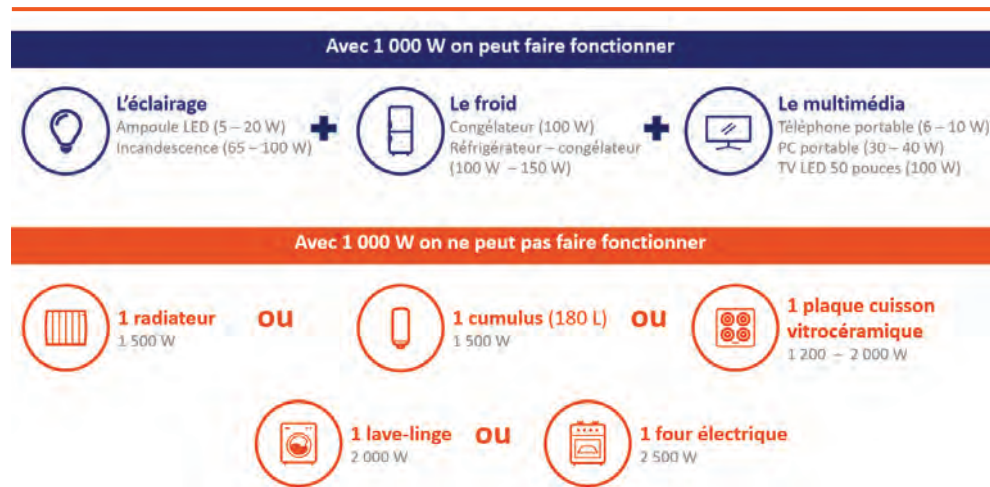 Avec 1 000 W on peut faire fonctionner
L'éclairage
Ampoule LED (5 – 20 W)
Incandescence (65 – 100 W)
+
Le froid
Congélateur (100 W)
Réfrigérateur – congélateur
(100 W – 150 W)
+
Le multimédia
Téléphone portable (6 – 10 W)
PC portable (30 – 40 W)
TV LED 50 pouces (100 W)
Avec 1 000 W on ne peut pas faire fonctionner
1 radiateur
1 500 W
ou
1 cumulus (180 L)
1 500 W
ou
1 plaque cuisson
vitrocéramique
1 200 – 2 000 W
1 lave-linge
2 000 W
ou
1 four électrique
2 500 W